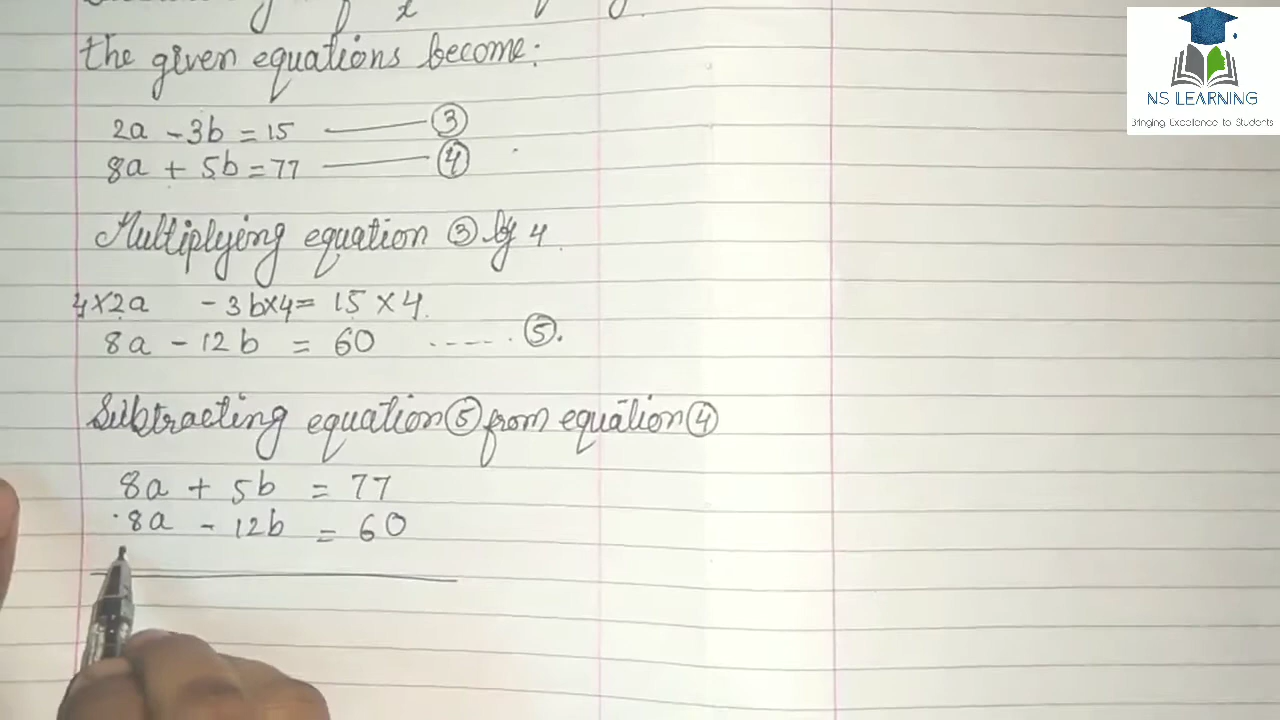 x
the given equations become:
2a - 3b = 15 ——— ③
8a + 5b = 77 ——— ④
Multiplying equation ③ by 4
4×2a - 3b×4 = 15 × 4.
8a - 12b = 60 ...... ⑤.
Subtracting equation ⑤ from equation ④
8a + 5b = 77
8a - 12b = 60
NS LEARNING
Bringing Excellence to Students